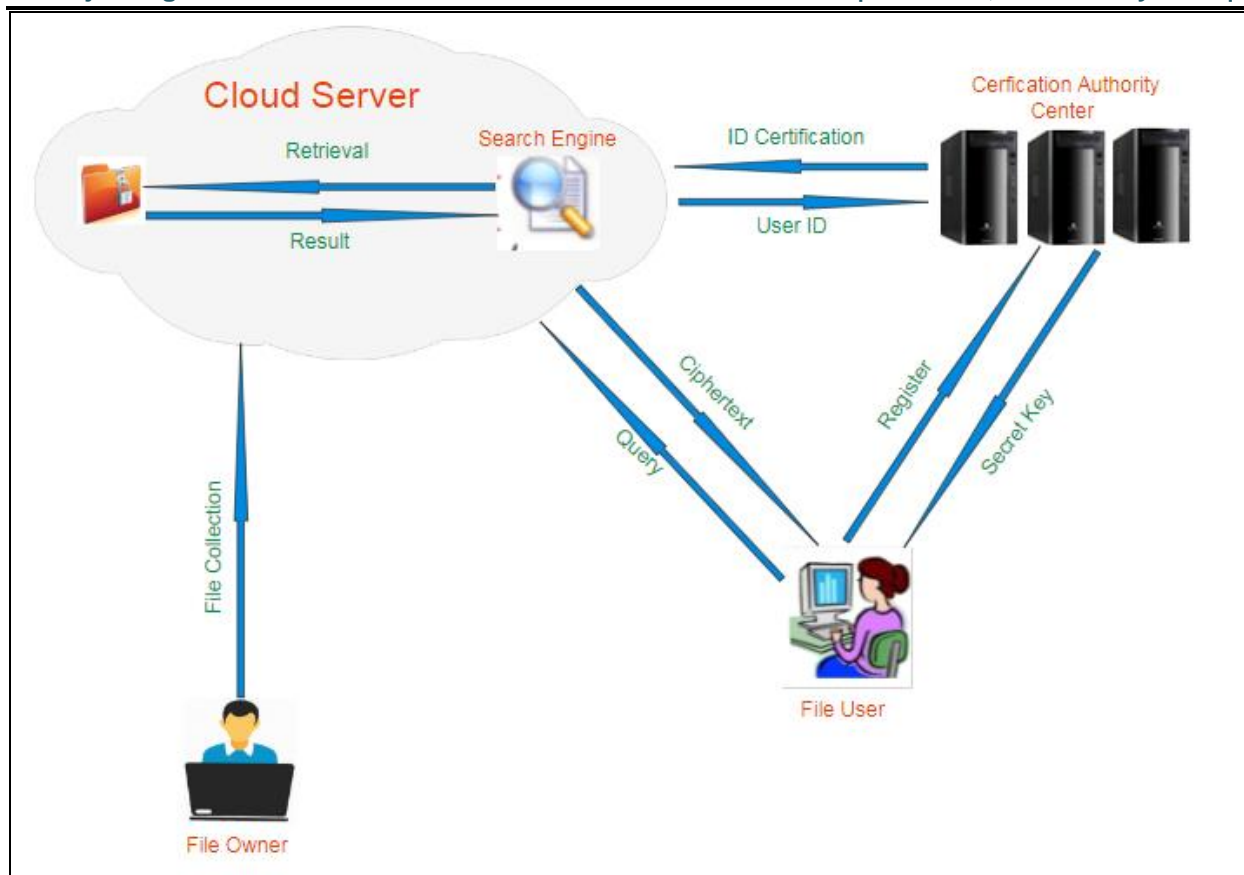 Cloud Server
Cerfication Authority
Center
Search Engine
Retrieval
Result
ID Certification
User ID
Ciphertext
Query
Register
Secret Key
File Collection
File User
File Owner